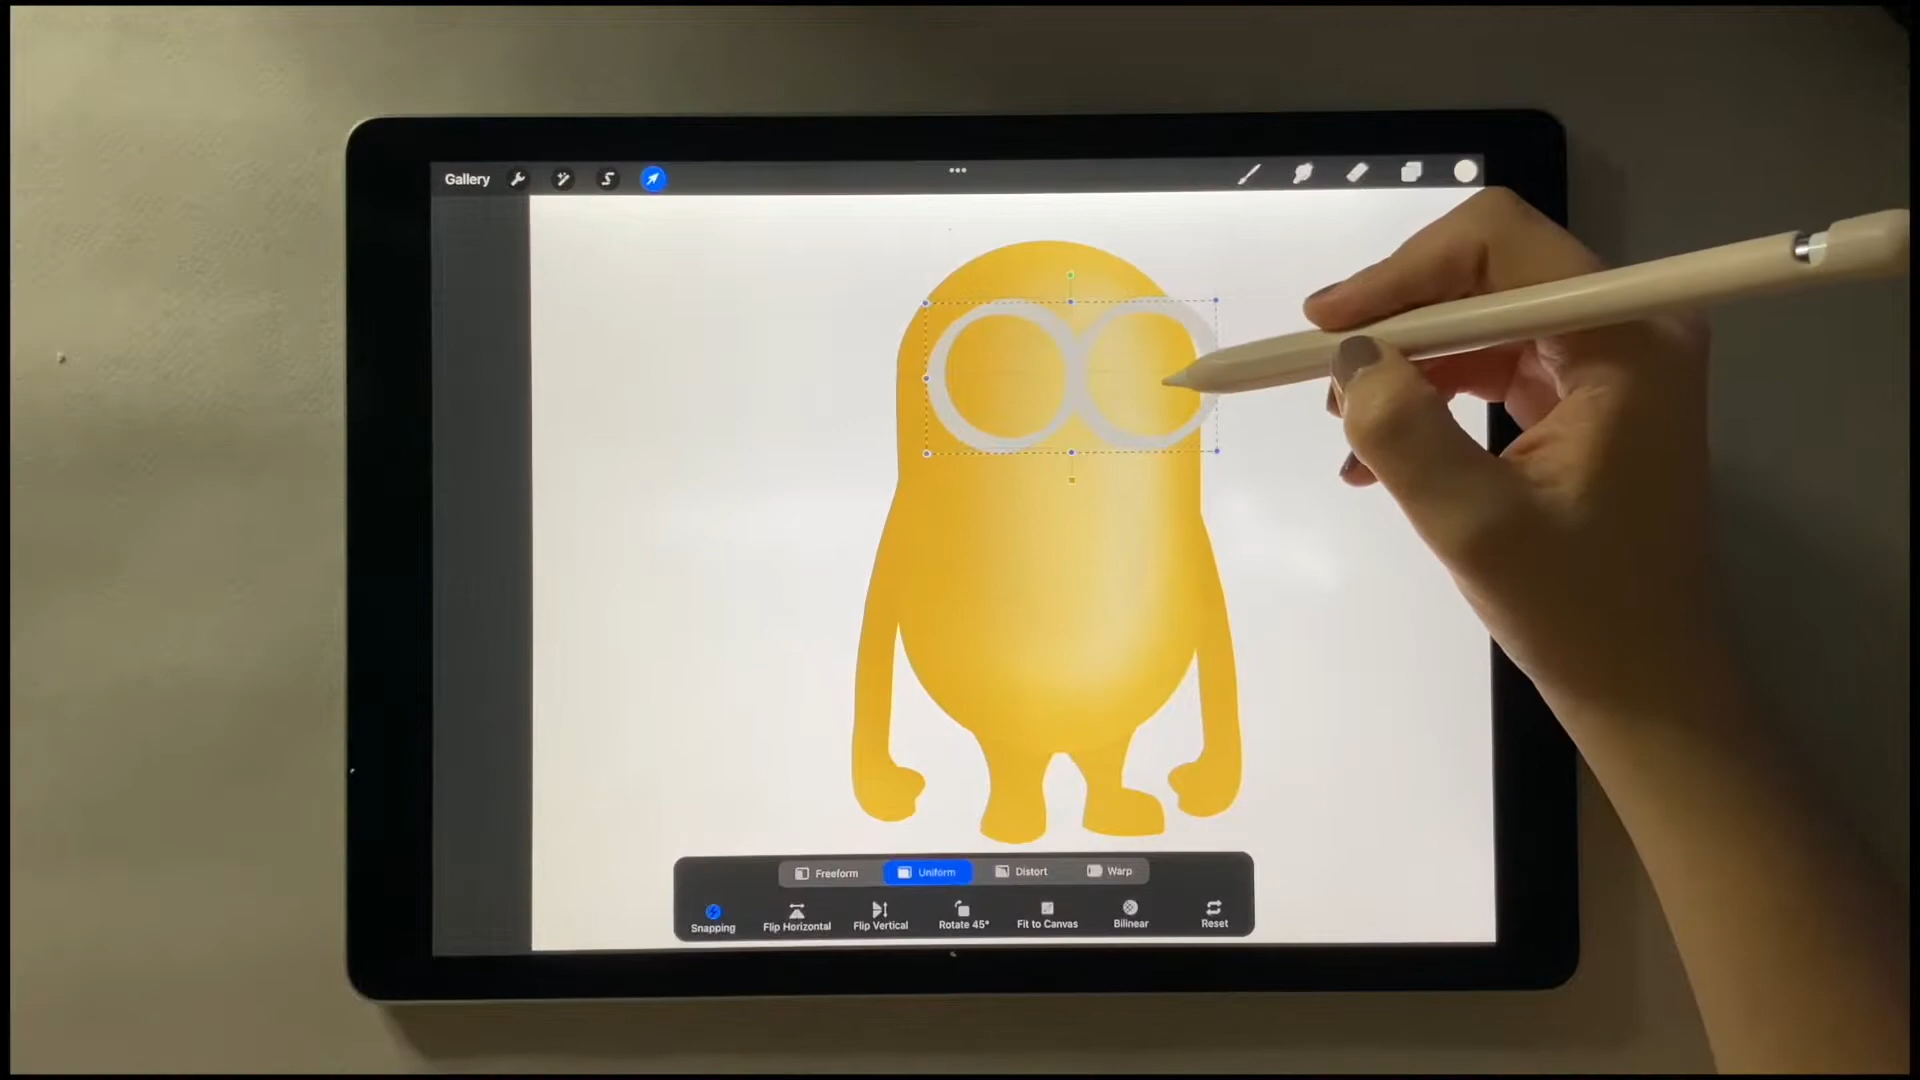 Gallery
Freeform Uniform Distort Warp
Snapping Flip Horizontal Flip Vertical Rotate 45° Fit to Canvas Bilinear Reset